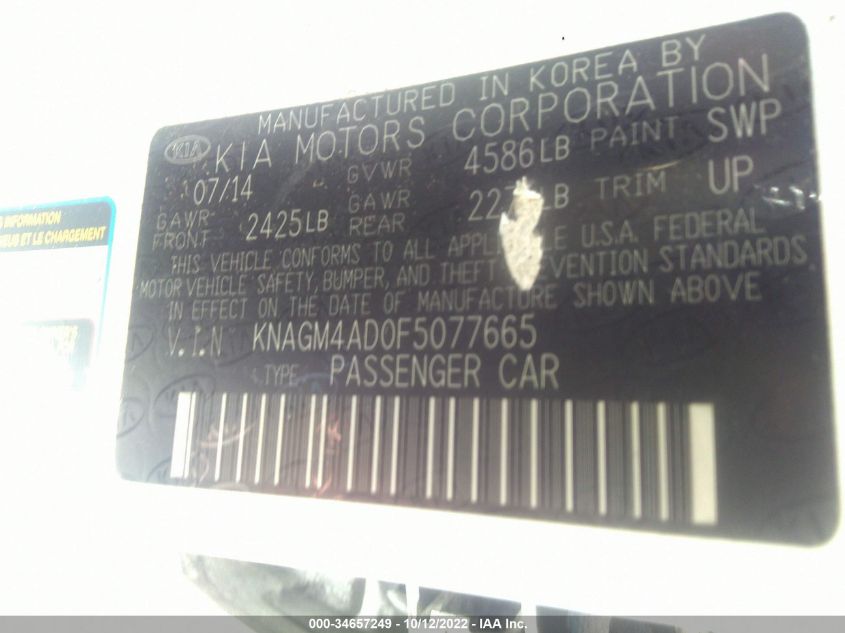 MANUFACTURED IN KOREA BY
KIA KIA MOTORS CORPORATION
07/14 GVWR 4586LB PAINT SWP
GAWR FRONT 2425LB GAWR REAR LB TRIM UP
THIS VEHICLE CONFORMS TO ALL U.S.A. FEDERAL
MOTOR VEHICLE SAFETY, BUMPER, AND THEFT STANDARDS
IN EFFECT ON THE DATE OF MANUFACTURE SHOWN ABOVE
V.I.N KNAGM4AD0F5077665
TYPE PASSENGER CAR
INFORMATION
ET LE CHARGEMENT
000-34657249 - 10/12/2022 - IAA Inc.